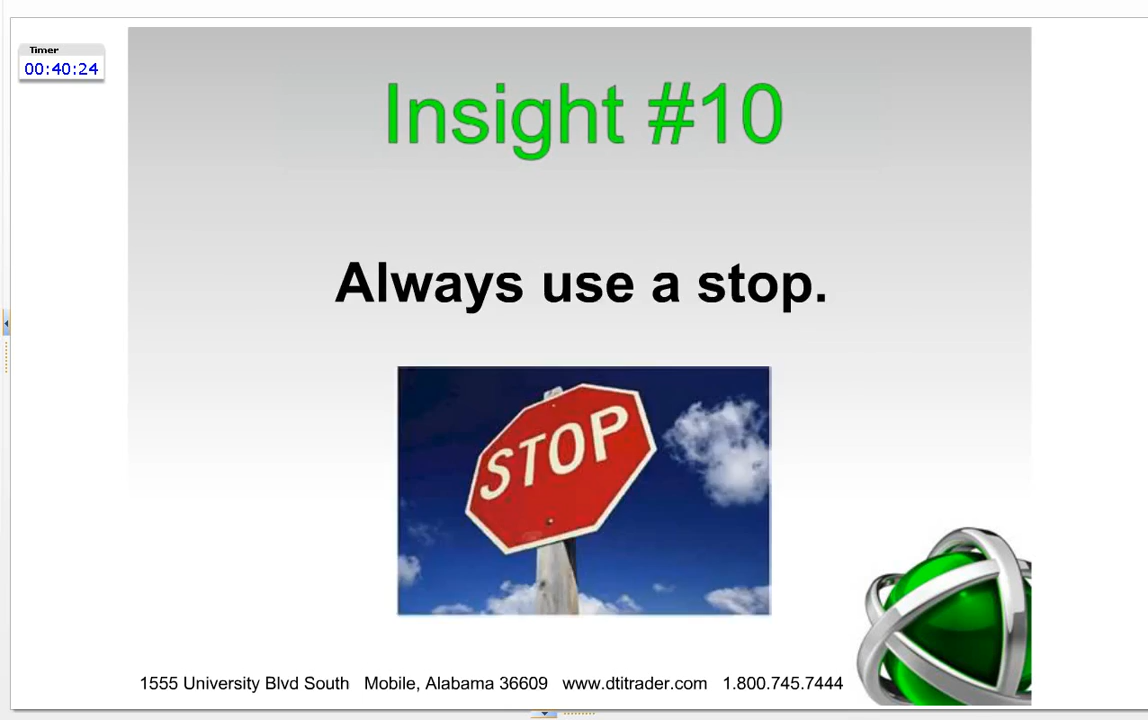 Timer
00:40:24
Insight #10
Always use a stop.
STOP
1555 University Blvd South Mobile, Alabama 36609 www.dtitrader.com 1.800.745.7444